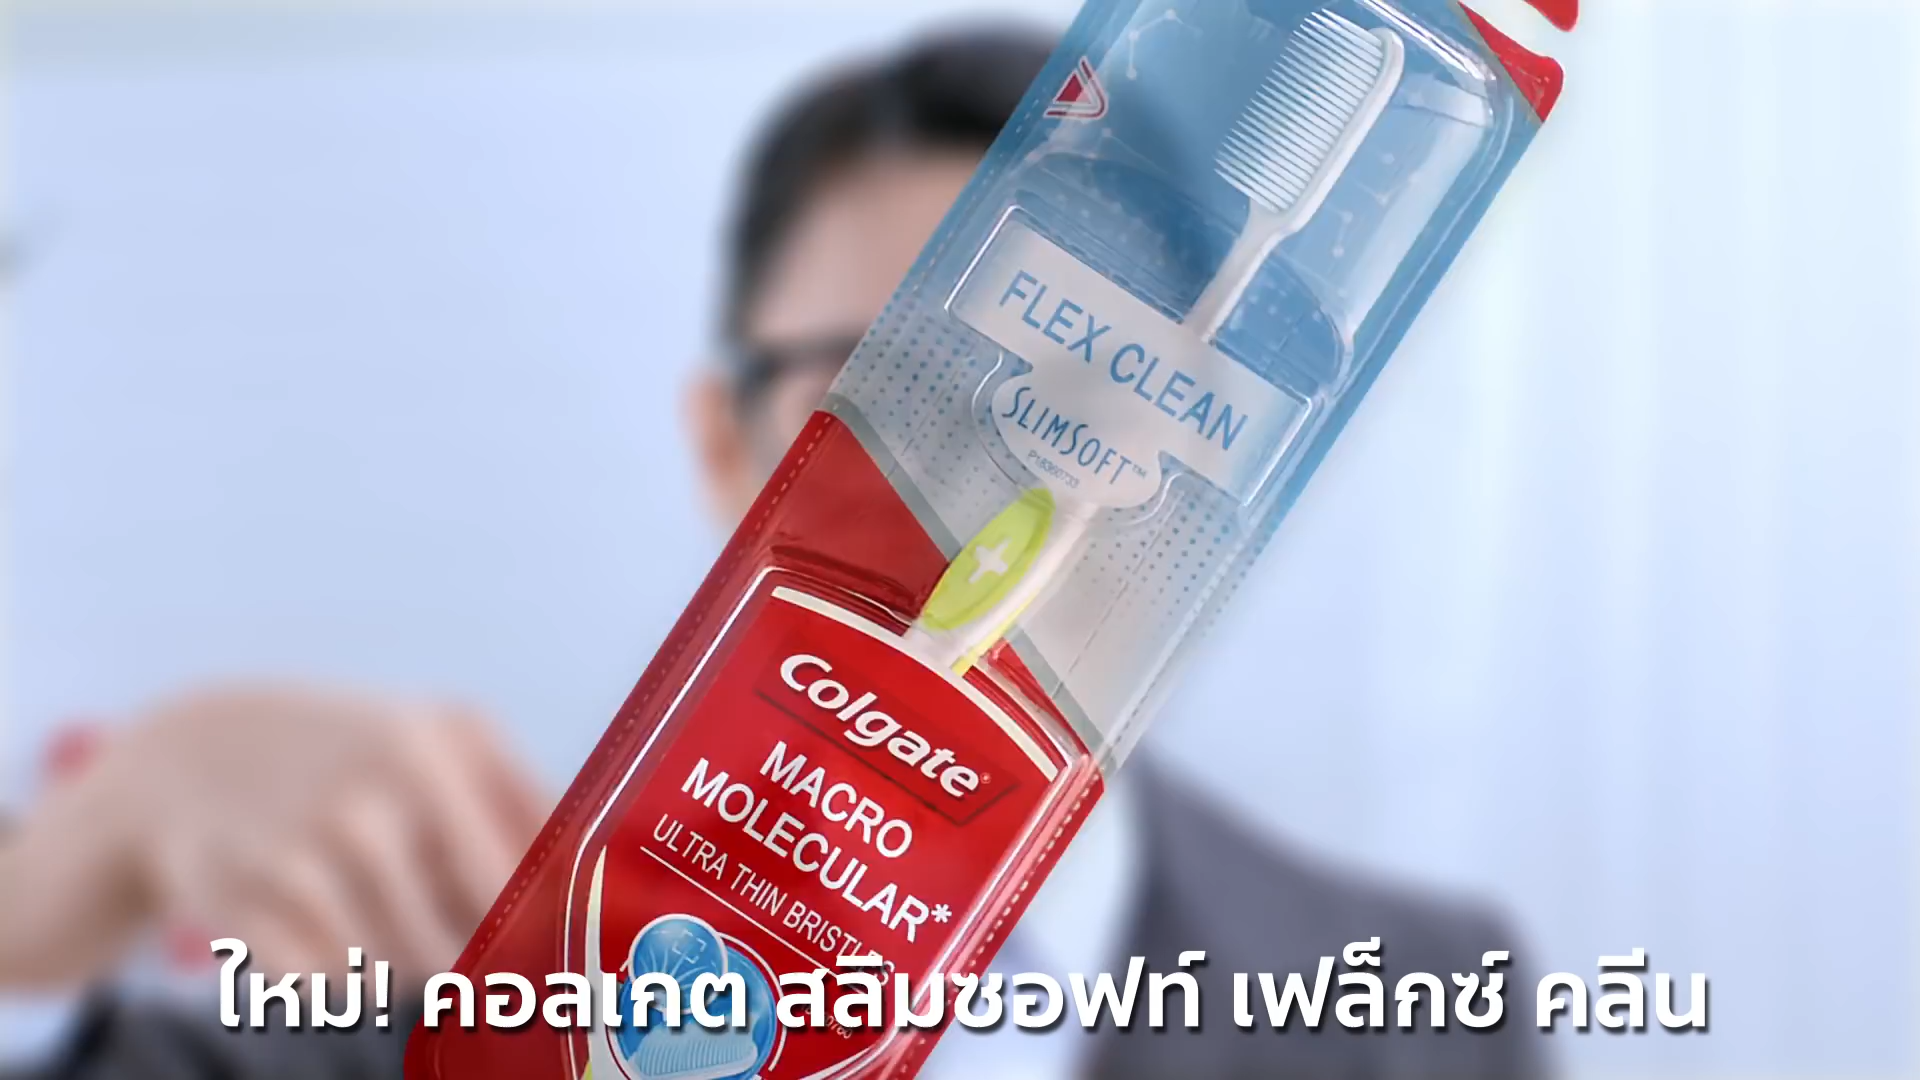 FLEX CLEAN
SLIMSOFT™
P18360733
Colgate®
MACRO
MOLECULAR*
ULTRA THIN BRISTLES
ใหม่! คอลเกต สลิมซอฟท์ เฟล็กซ์ คลีน